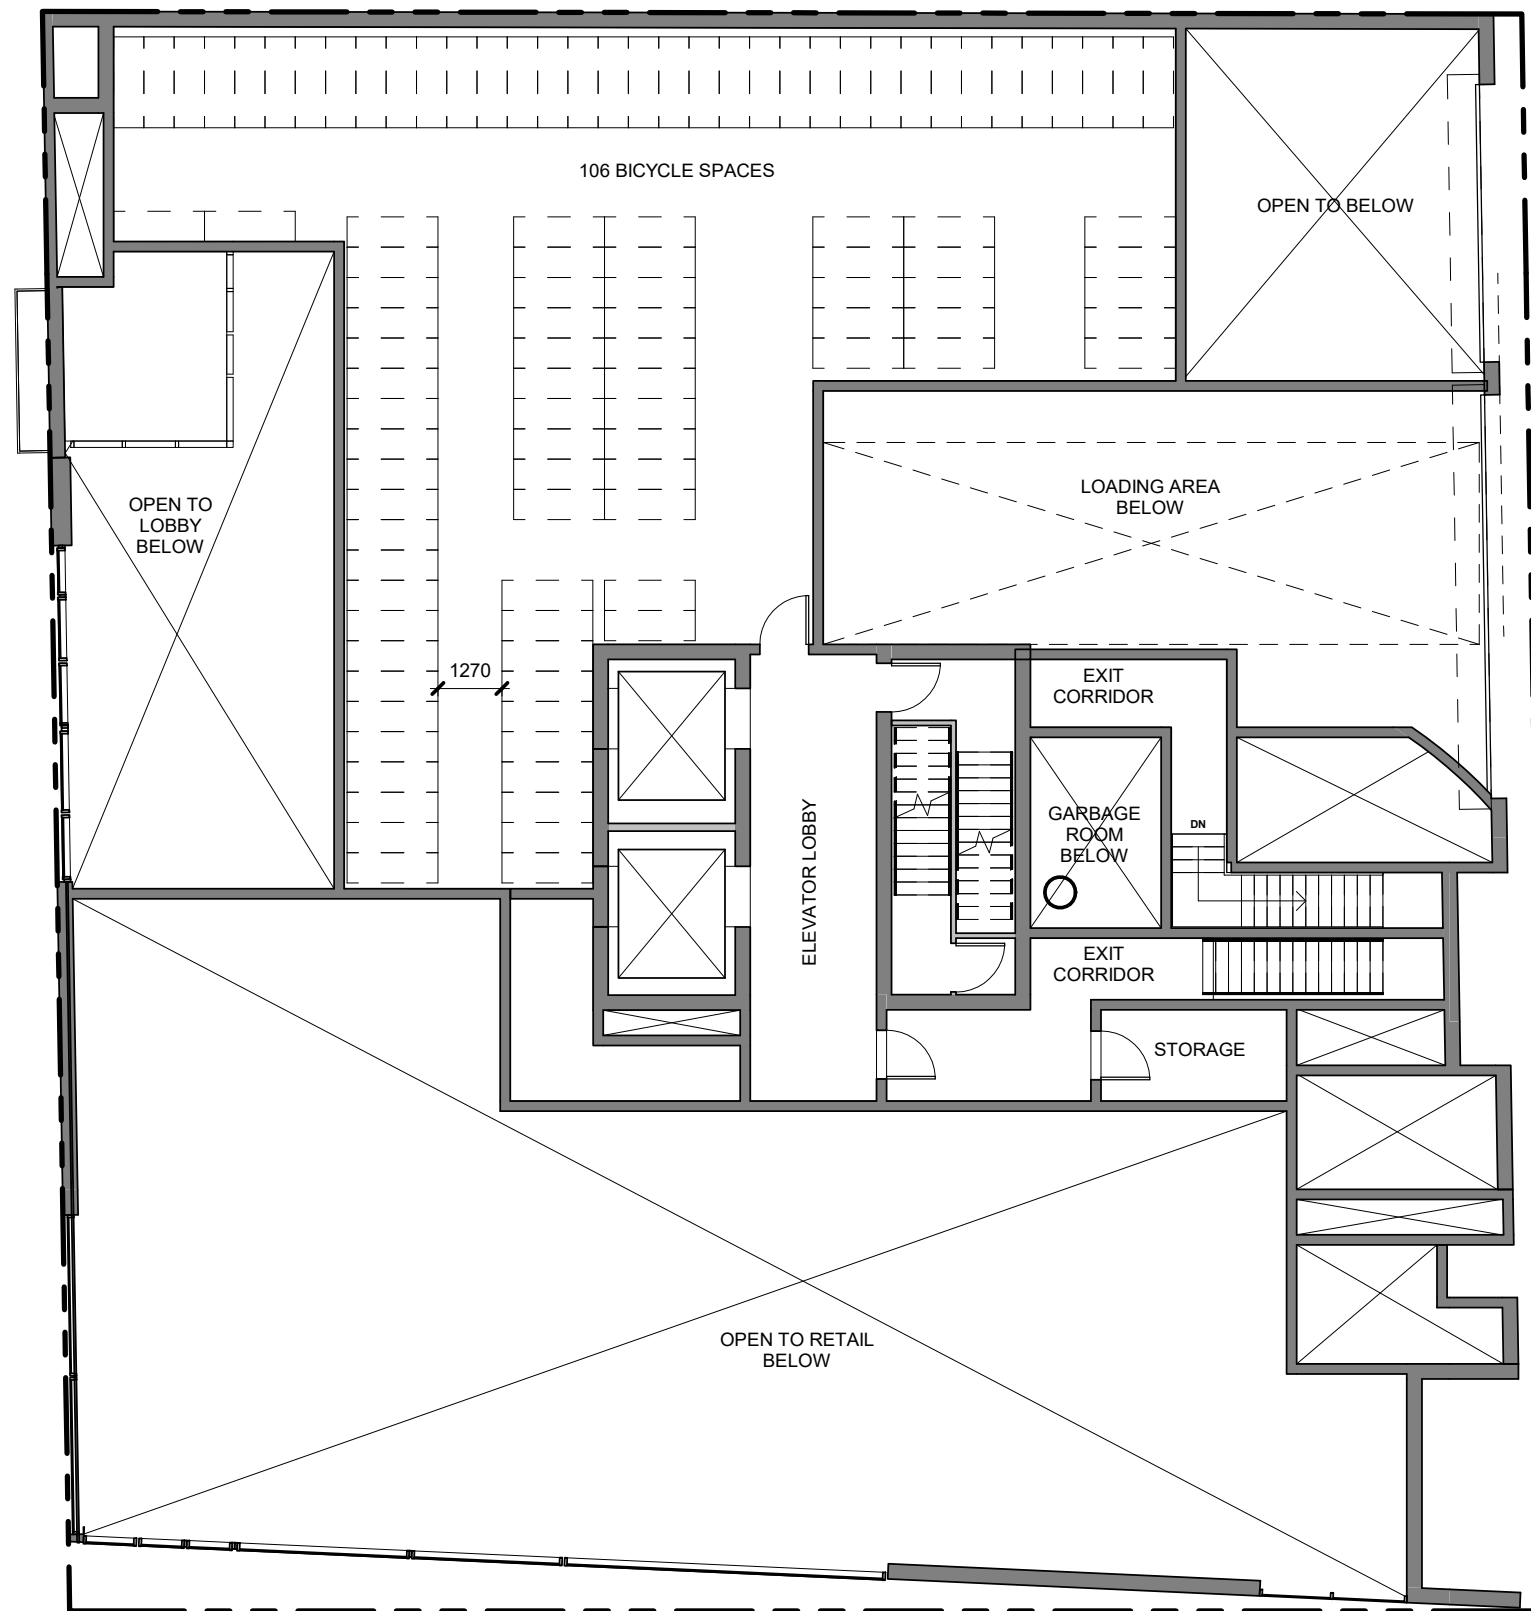 106 BICYCLE SPACES
OPEN TO BELOW
OPEN TO
LOBBY
BELOW
LOADING AREA
BELOW
1270
EXIT
CORRIDOR
GARBAGE
ROOM
BELOW
DN
ELEVATOR LOBBY
EXIT
CORRIDOR
STORAGE
OPEN TO RETAIL
BELOW